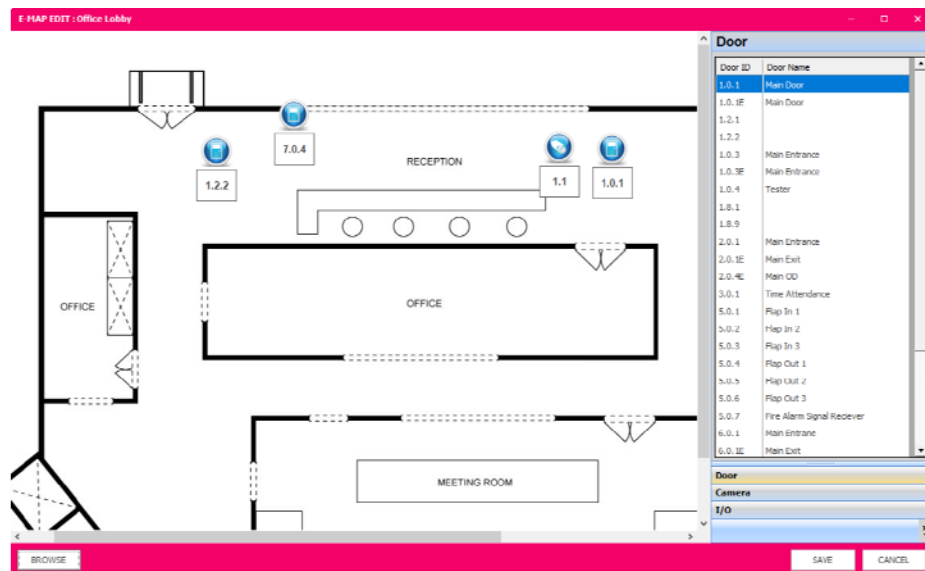 E-MAP EDIT : Office Lobby
Door
Door ID Door Name
1.0.1 Main Door
1.0.1E Main Door
1.2.1
1.2.2
1.0.3 Main Entrance
1.0.3E Main Entrance
1.0.4 Tester
1.8.1
1.8.9
2.0.1 Main Entrance
2.0.1E Main Exit
2.0.4E Main OD
3.0.1 Time Attendance
5.0.1 Flap In 1
5.0.2 Flap In 2
5.0.3 Flap In 3
5.0.4 Flap Out 1
5.0.5 Flap Out 2
5.0.6 Flap Out 3
5.0.7 Fire Alarm Signal Reciever
6.0.1 Main Entrane
6.0.1E Main Exit
Door
Camera
I/O
7.0.4
1.2.2
RECEPTION
1.1
1.0.1
OFFICE
OFFICE
MEETING ROOM
BROWSE
SAVE
CANCEL